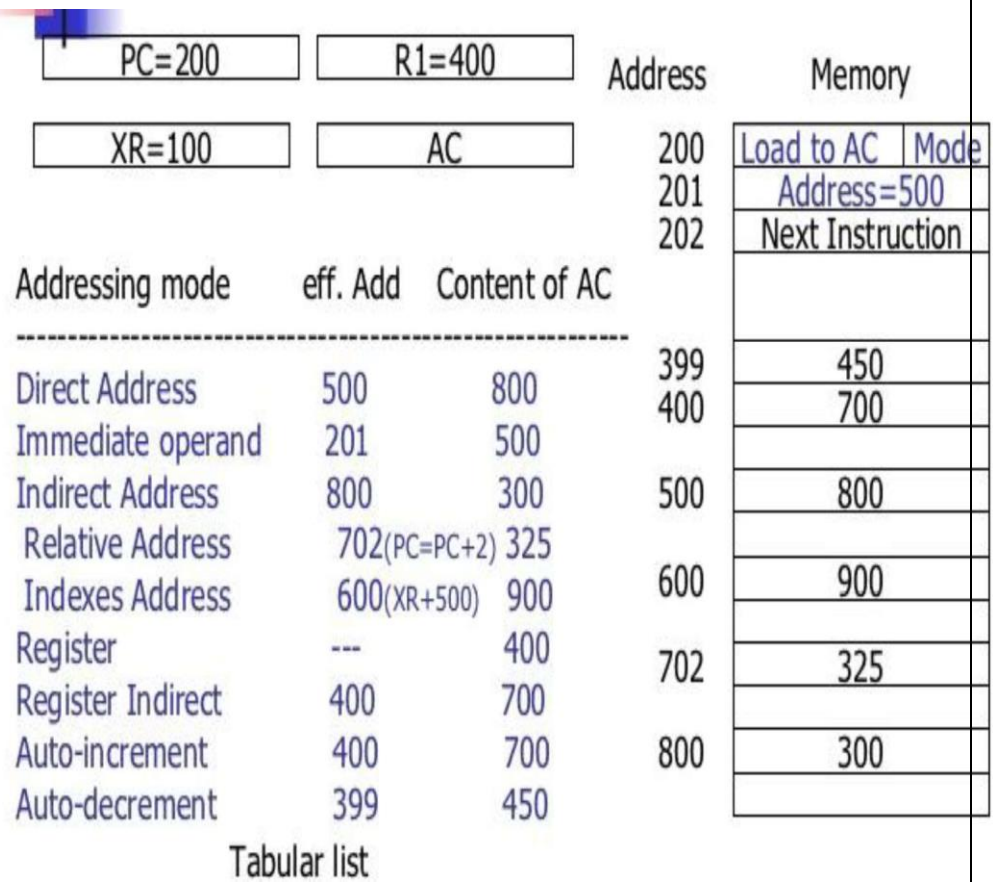 PC=200 R1=400
XR=100 AC
Addressing mode eff. Add Content of AC
-----------------------------------------------------------
Direct Address 500 800
Immediate operand 201 500
Indirect Address 800 300
Relative Address 702(PC=PC+2) 325
Indexes Address 600(XR+500) 900
Register --- 400
Register Indirect 400 700
Auto-increment 400 700
Auto-decrement 399 450
Tabular list
Address Memory
200 Load to AC Mode
201 Address=500
202 Next Instruction
399 450
400 700
500 800
600 900
702 325
800 300